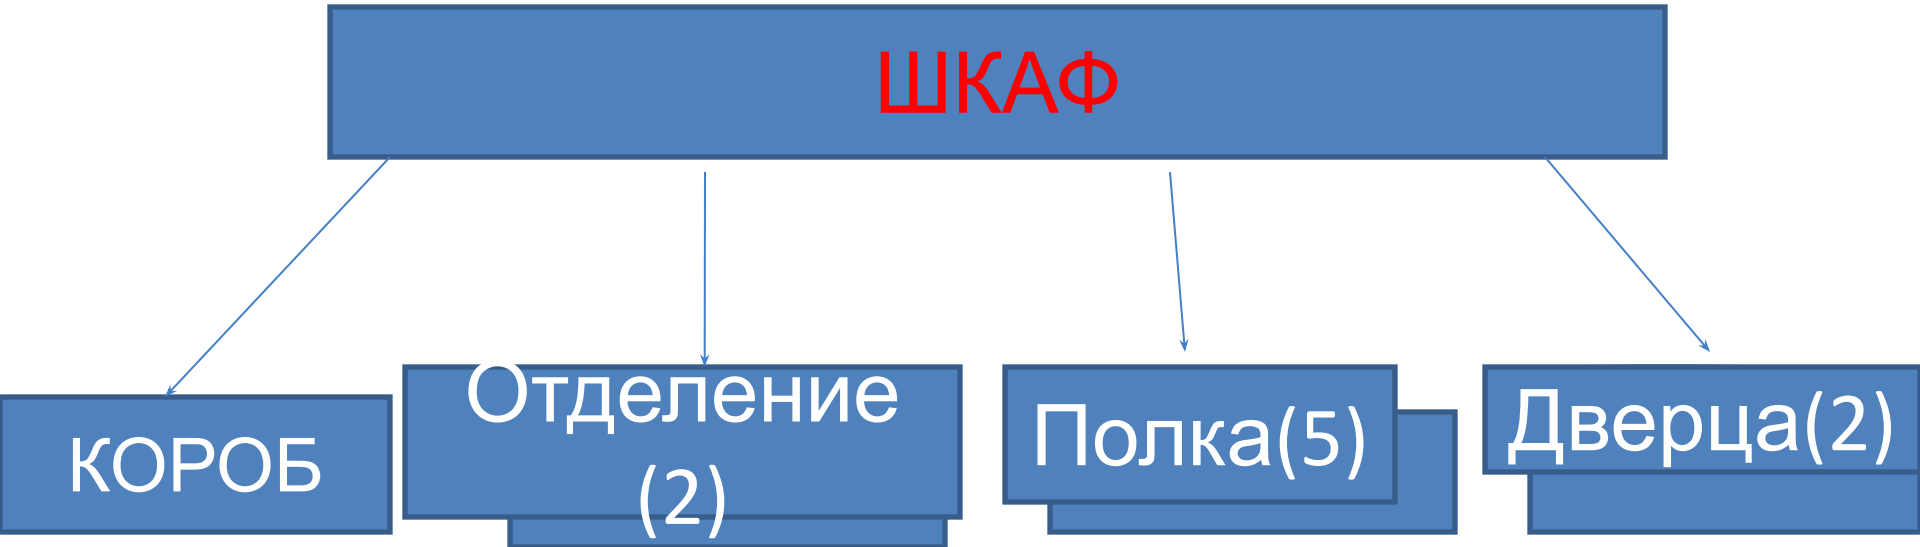 ШКАФ
КОРОБ
Отделение
(2)
Полка(5)
Дверца(2)